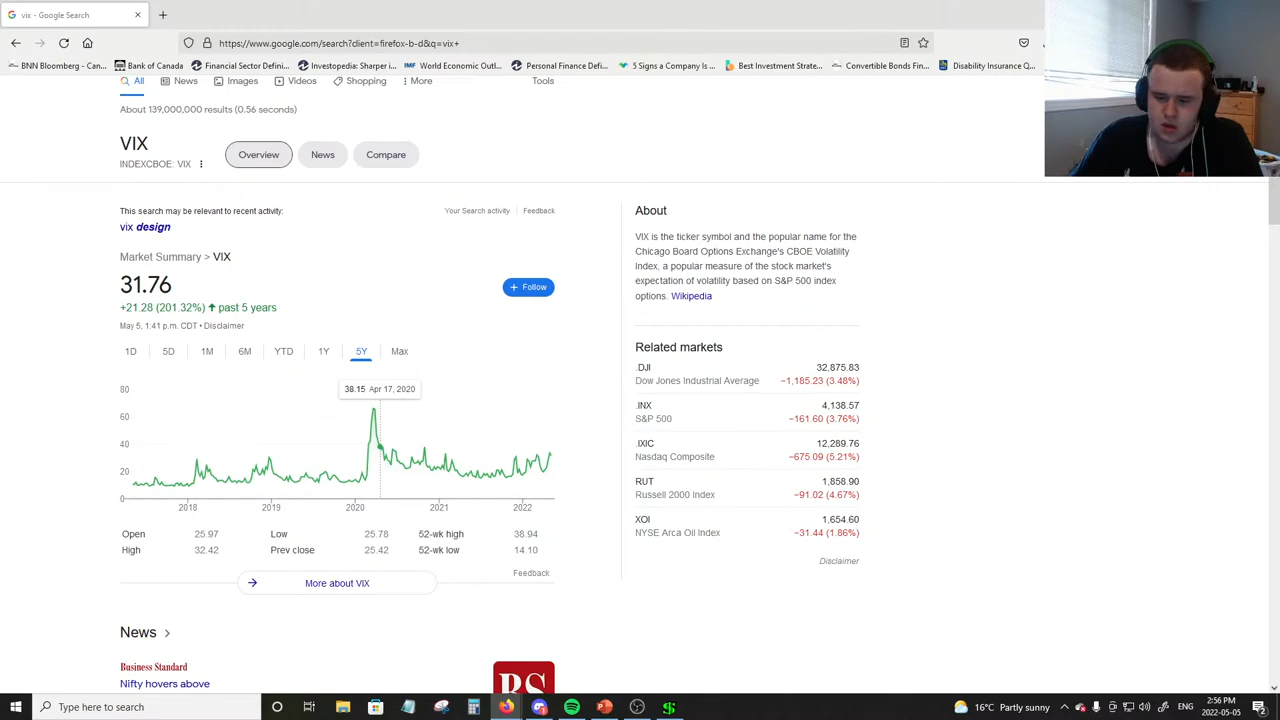 vix - Google Search
https://www.google.com/search?client=firefox-b-d&q=vix+
BNN Bloomberg - Can... Bank of Canada Financial Sector Defini... Investopedia: Sharper i... World Economic Outl... Personal Finance Defi... 5 Signs a Company Is ... Best Investment Strate... Convertible Bonds Fin... Disability Insurance Q...
All News Images Videos Shopping More Tools
About 139,000,000 results (0.56 seconds)
VIX
INDEXCBOE: VIX
Overview News Compare
This search may be relevant to recent activity: Your Search activity Feedback
vix design
Market Summary > VIX
31.76
+ Follow
+21.28 (201.32%) ↑ past 5 years
May 5, 1:41 p.m. CDT • Disclaimer
1D 5D 1M 6M YTD 1Y 5Y Max
38.15 Apr 17, 2020
80
60
40
20
0
2018 2019 2020 2021 2022
Open 25.97 Low 25.78 52-wk high 38.94
High 32.42 Prev close 25.42 52-wk low 14.10
Feedback
More about VIX
News >
Business Standard
Nifty hovers above
BS
About
VIX is the ticker symbol and the popular name for the
Chicago Board Options Exchange's CBOE Volatility
Index, a popular measure of the stock market's
expectation of volatility based on S&P 500 index
options. Wikipedia
Related markets
.DJI 32,875.83
Dow Jones Industrial Average −1,185.23 (3.48%)
.INX 4,138.57
S&P 500 −161.60 (3.76%)
.IXIC 12,289.76
Nasdaq Composite −675.09 (5.21%)
RUT 1,858.90
Russell 2000 Index −91.02 (4.67%)
XOI 1,654.60
NYSE Arca Oil Index −31.44 (1.86%)
Disclaimer
Type here to search
16°C Partly sunny
ENG
2:56 PM
2022-05-05
2